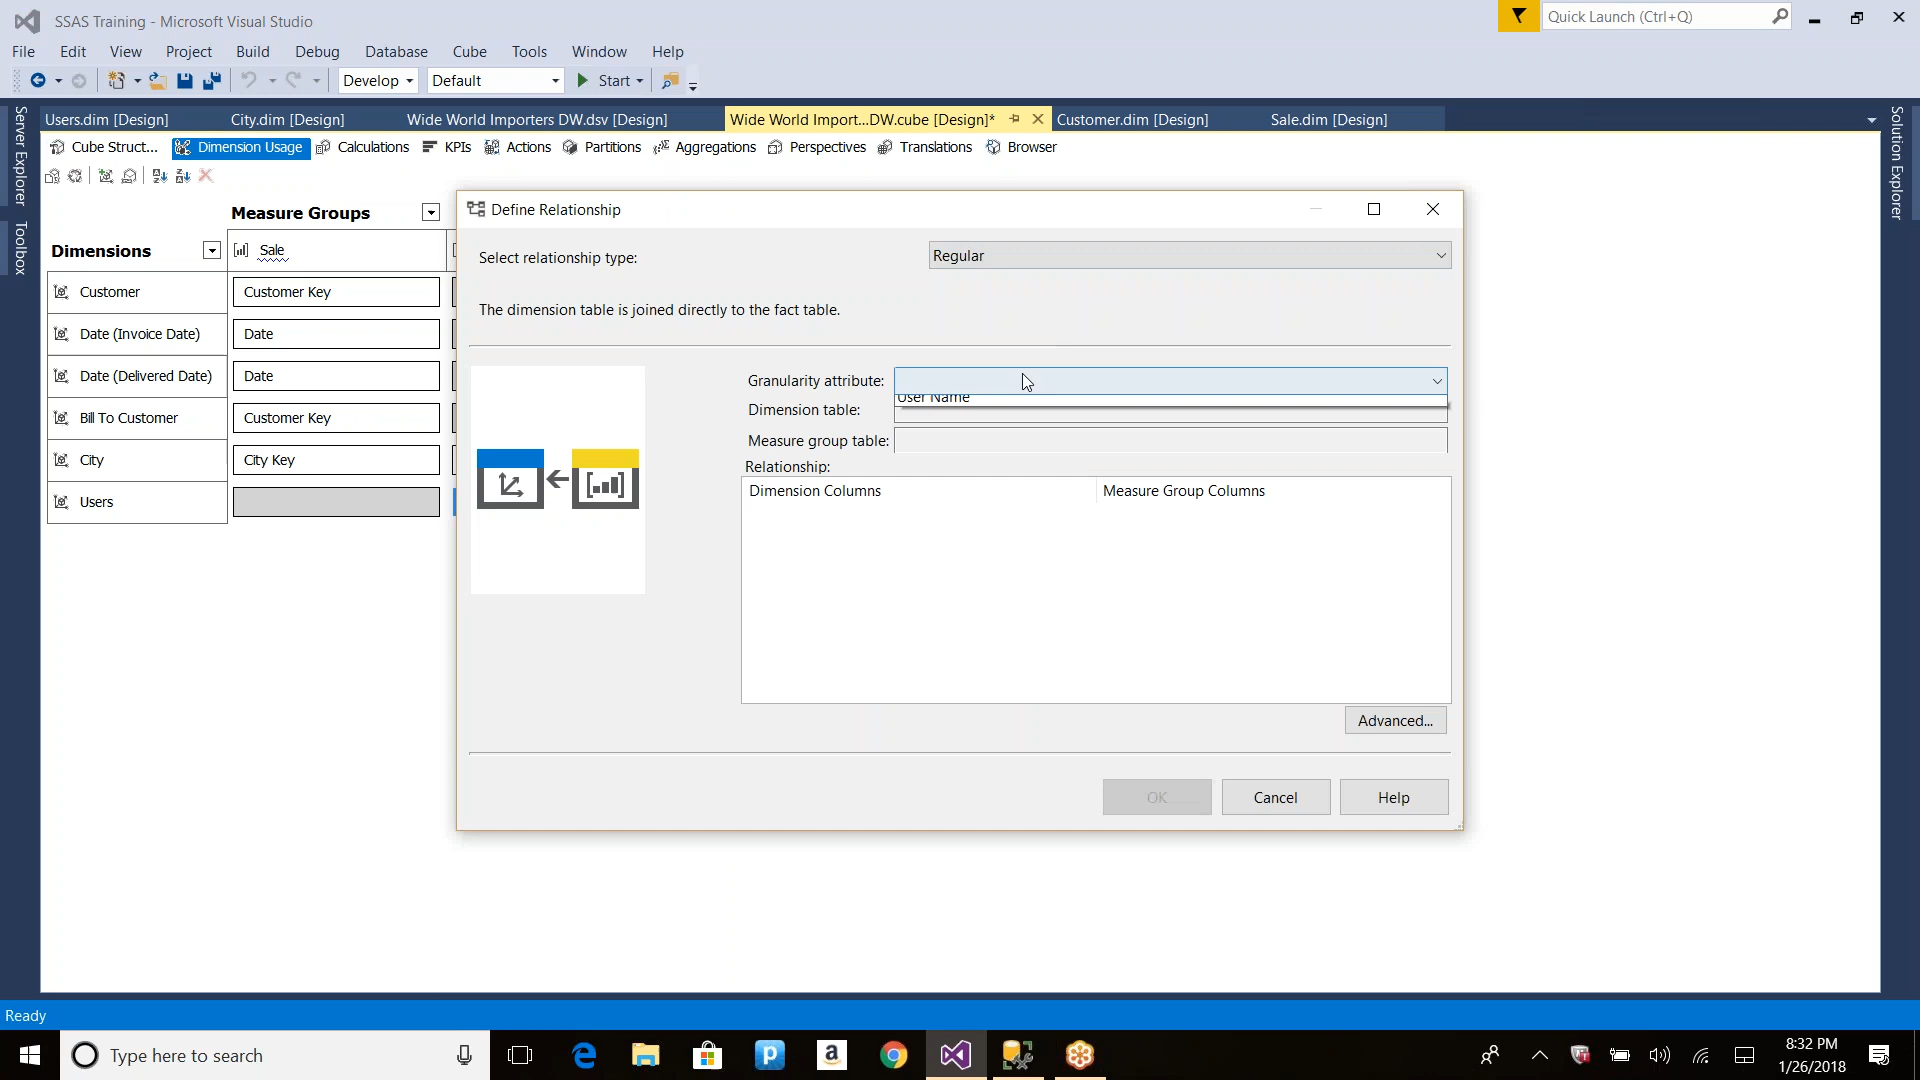 SSAS Training - Microsoft Visual Studio
Quick Launch (Ctrl+Q)
File Edit View Project Build Debug Database Cube Tools Window Help
Develop Default Start
Server Explorer
Toolbox
Solution Explorer
Users.dim [Design] City.dim [Design] Wide World Importers DW.dsv [Design] Wide World Import...DW.cube [Design]* Customer.dim [Design] Sale.dim [Design]
Cube Struct... Dimension Usage Calculations KPIs Actions Partitions Aggregations Perspectives Translations Browser
Measure Groups
Dimensions Sale
Customer Customer Key
Date (Invoice Date) Date
Date (Delivered Date) Date
Bill To Customer Customer Key
City City Key
Users
Define Relationship
Select relationship type: Regular
The dimension table is joined directly to the fact table.
Granularity attribute:
User Name
Dimension table:
Measure group table:
Relationship:
Dimension Columns Measure Group Columns
Advanced...
OK Cancel Help
Ready
Type here to search
8:32 PM
1/26/2018